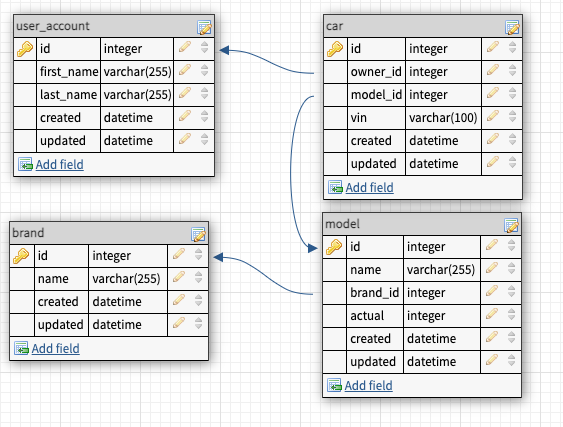 user_account
id integer
first_name varchar(255)
last_name varchar(255)
created datetime
updated datetime
Add field
car
id integer
owner_id integer
model_id integer
vin varchar(100)
created datetime
updated datetime
Add field
brand
id integer
name varchar(255)
created datetime
updated datetime
Add field
model
id integer
name varchar(255)
brand_id integer
actual integer
created datetime
updated datetime
Add field